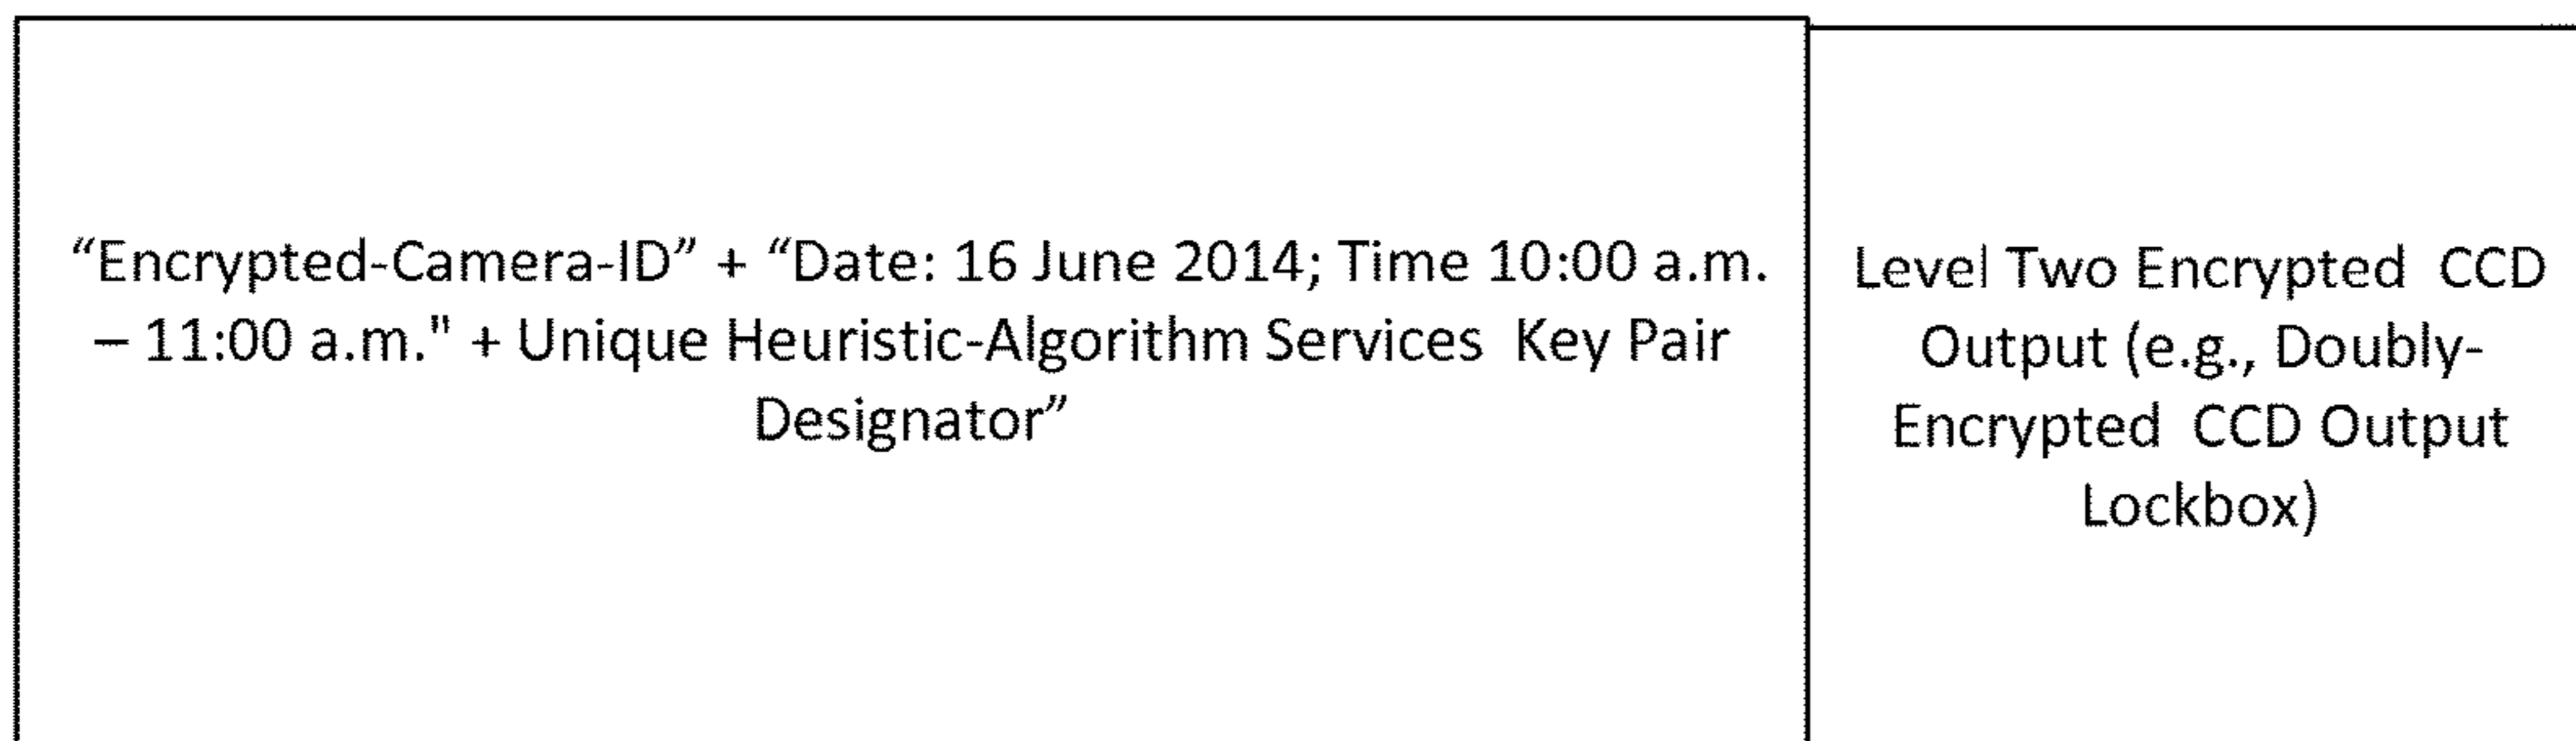 “Encrypted-Camera-ID” + “Date: 16 June 2014; Time 10:00 a.m.
– 11:00 a.m." + Unique Heuristic-Algorithm Services Key Pair
Designator”
Level Two Encrypted CCD
Output (e.g., Doubly-
Encrypted CCD Output
Lockbox)